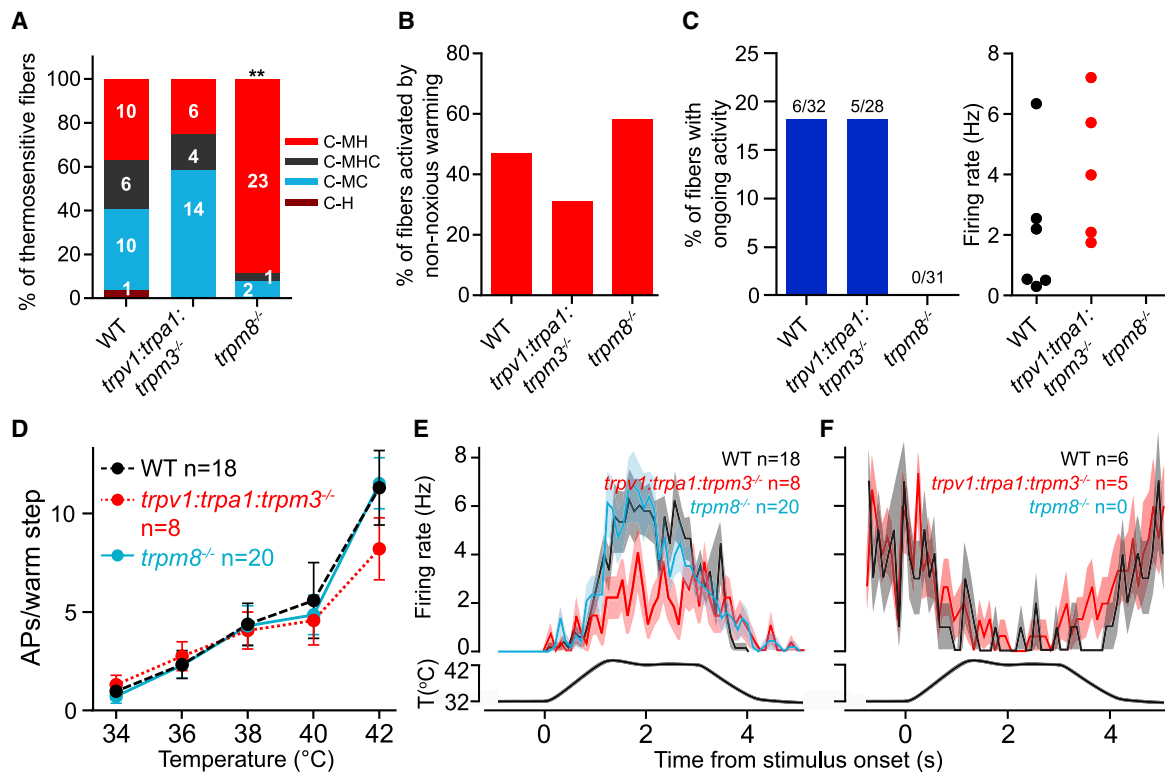 A
% of thermosensitive fibers
100
80
60
40
20
0
10
6
10
1
6
4
14
**
23
1
2
WT
trpv1:trpa1:
trpm3-/-
trpm8-/-
C-MH
C-MHC
C-MC
C-H
B
% of fibers activated by
non-noxious warming
80
60
40
20
0
WT
trpv1:trpa1:
trpm3-/-
trpm8-/-
C
% of fibers with
ongoing activity
25
20
15
10
5
0
6/32
5/28
0/31
WT
trpv1:trpa1:
trpm3-/-
trpm8-/-
Firing rate (Hz)
8
6
4
2
0
WT
trpv1:trpa1:
trpm3-/-
trpm8-/-
D
WT n=18
trpv1:trpa1:trpm3-/-
n=8
trpm8-/- n=20
APs/warm step
10
5
0
34
36
38
40
42
Temperature (°C)
E
WT n=18
trpv1:trpa1:trpm3-/- n=8
trpm8-/- n=20
Firing rate (Hz)
8
6
4
2
0
T(°C)
42
32
0
2
4
F
WT n=6
trpv1:trpa1:trpm3-/- n=5
trpm8-/- n=0
0
2
4
Time from stimulus onset (s)